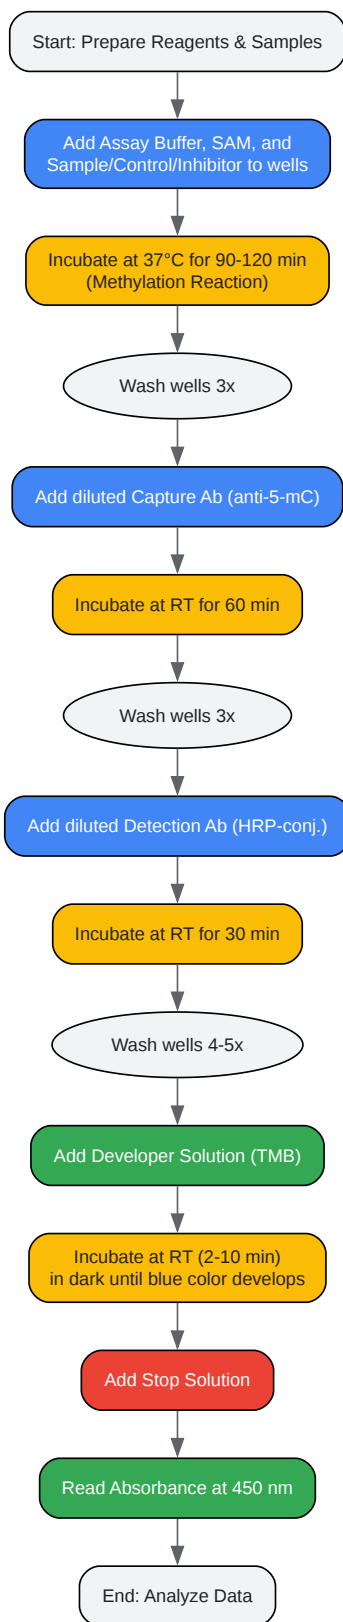 Start: Prepare Reagents & Samples
Add Assay Buffer, SAM, and
Sample/Control/Inhibitor to wells
Incubate at 37°C for 90-120 min
(Methylation Reaction)
Wash wells 3x
Add diluted Capture Ab (anti-5-mC)
Incubate at RT for 60 min
Wash wells 3x
Add diluted Detection Ab (HRP-conj.)
Incubate at RT for 30 min
Wash wells 4-5x
Add Developer Solution (TMB)
Incubate at RT (2-10 min)
in dark until blue color develops
Add Stop Solution
Read Absorbance at 450 nm
End: Analyze Data